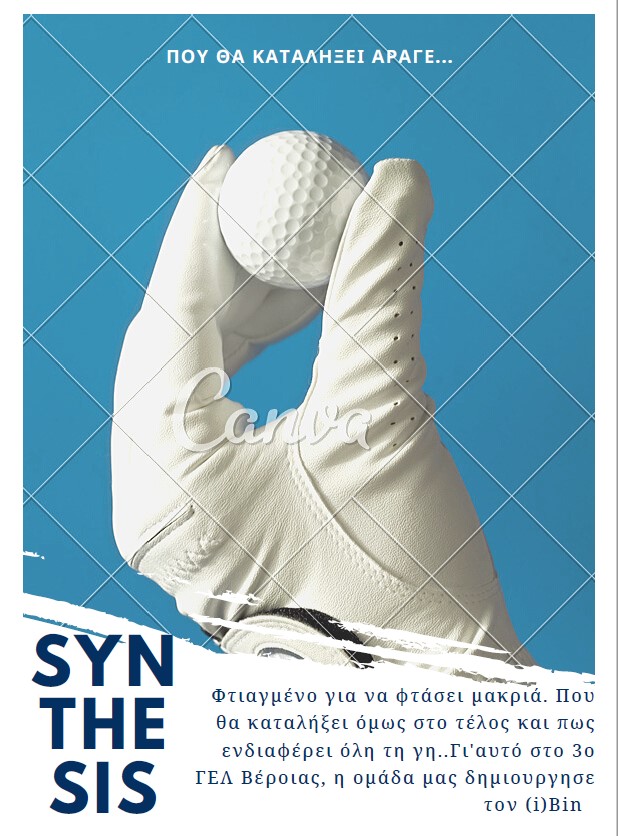 ΠΟΥ ΘΑ ΚΑΤΑΛΗΞΕΙ ΑΡΑΓΕ...
Canva
SYN
THE
SIS
Φτιαγμένο για να φτάσει μακριά. Που
θα καταλήξει όμως στο τέλος και πως
ενδιαφέρει όλη τη γη..Γι'αυτό στο 3ο
ΓΕΛ Βέροιας, η ομάδα μας δημιουργησε
τον (i)Bin